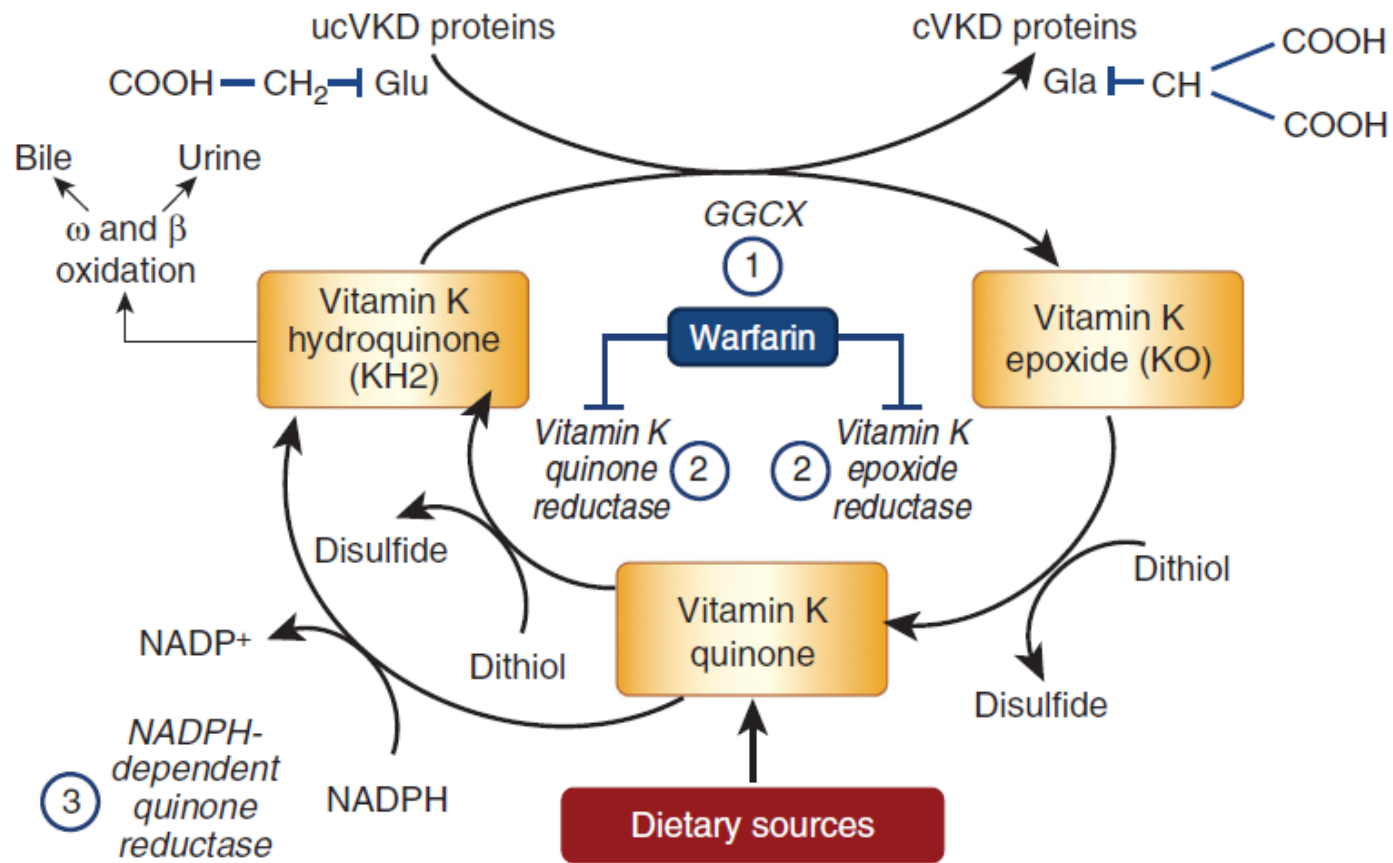 ucVKD proteins
cVKD proteins
COOH
CH2
Glu
Gla
CH
COOH
COOH
Bile
Urine
ω and β
oxidation
GGCX
1
Vitamin K
hydroquinone
(KH2)
Warfarin
Vitamin K
epoxide (KO)
Vitamin K
quinone
reductase
2
2
Vitamin K
epoxide
reductase
Disulfide
Dithiol
Vitamin K
quinone
Dithiol
Disulfide
NADP+
NADPH-
dependent
quinone
reductase
3
NADPH
Dietary sources